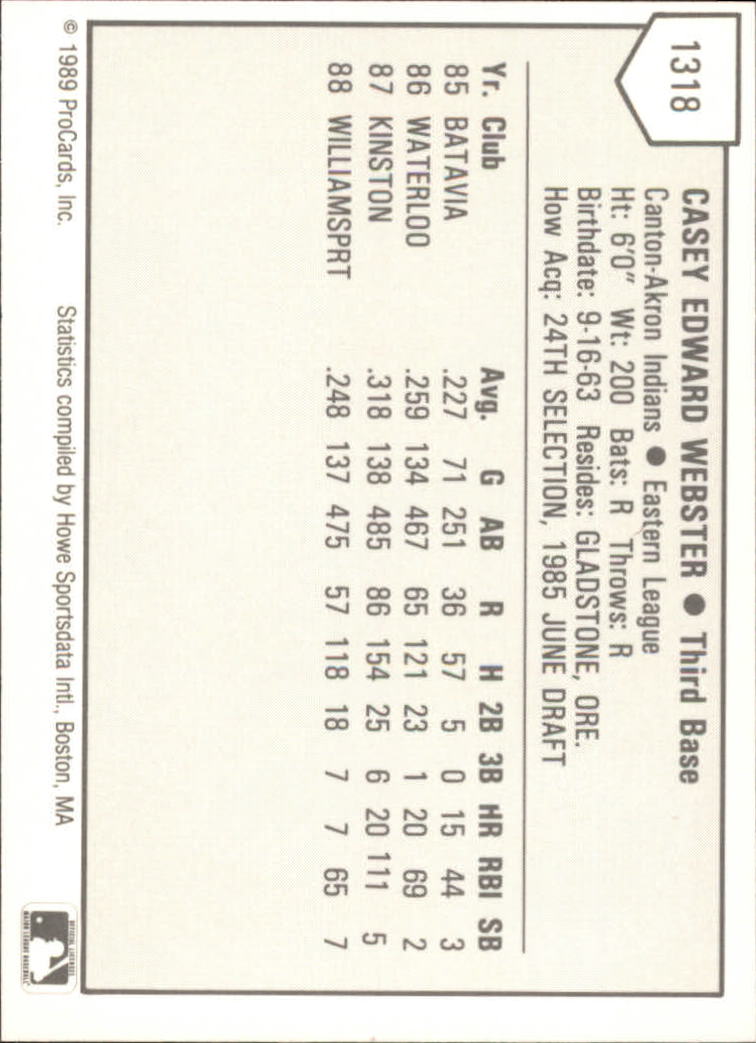 1318
CASEY EDWARD WEBSTER ● Third Base
Canton-Akron Indians ● Eastern League
Ht: 6'0" Wt: 200 Bats: R Throws: R
Birthdate: 9-16-63 Resides: GLADSTONE, ORE.
How Acq: 24TH SELECTION, 1985 JUNE DRAFT
Yr. Club Avg. G AB R H 2B 3B HR RBI SB
85 BATAVIA .227 71 251 36 57 5 0 15 44 3
86 WATERLOO .259 134 467 65 121 23 1 20 69 2
87 KINSTON .318 138 485 86 154 25 6 20 111 5
88 WILLIAMSPRT .248 137 475 57 118 18 7 7 65 7
© 1989 ProCards, Inc. Statistics compiled by Howe Sportsdata Intl., Boston, MA
OFFICIAL LICENSEE
MAJOR LEAGUE BASEBALL